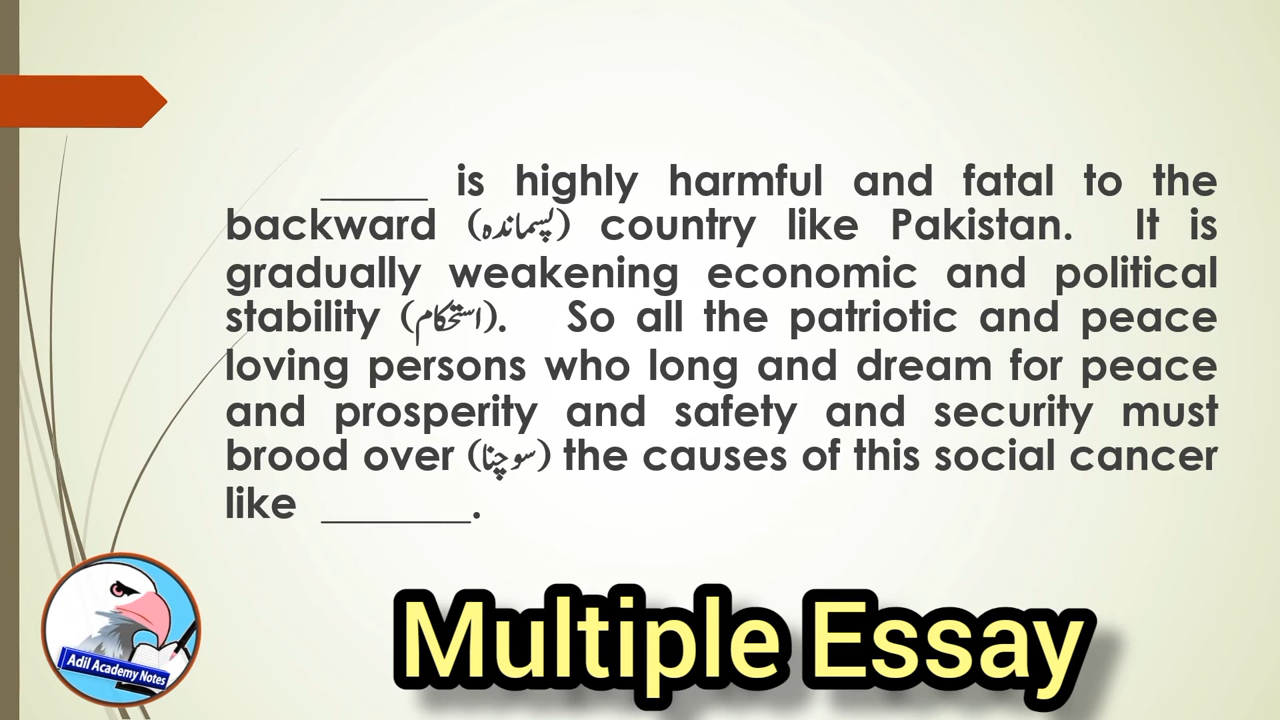 _____ is highly harmful and fatal to the
backward (پسماندہ) country like Pakistan. It is
gradually weakening economic and political
stability (استحکام). So all the patriotic and peace
loving persons who long and dream for peace
and prosperity and safety and security must
brood over (سوچنا) the causes of this social cancer
like _______.
Adil Academy Notes
Multiple Essay